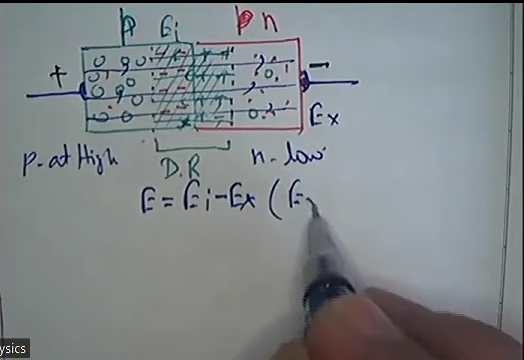 P Ei p n
+ −
Ex
p-at High D.R n-low
E = Ei-Ex (E
ysics